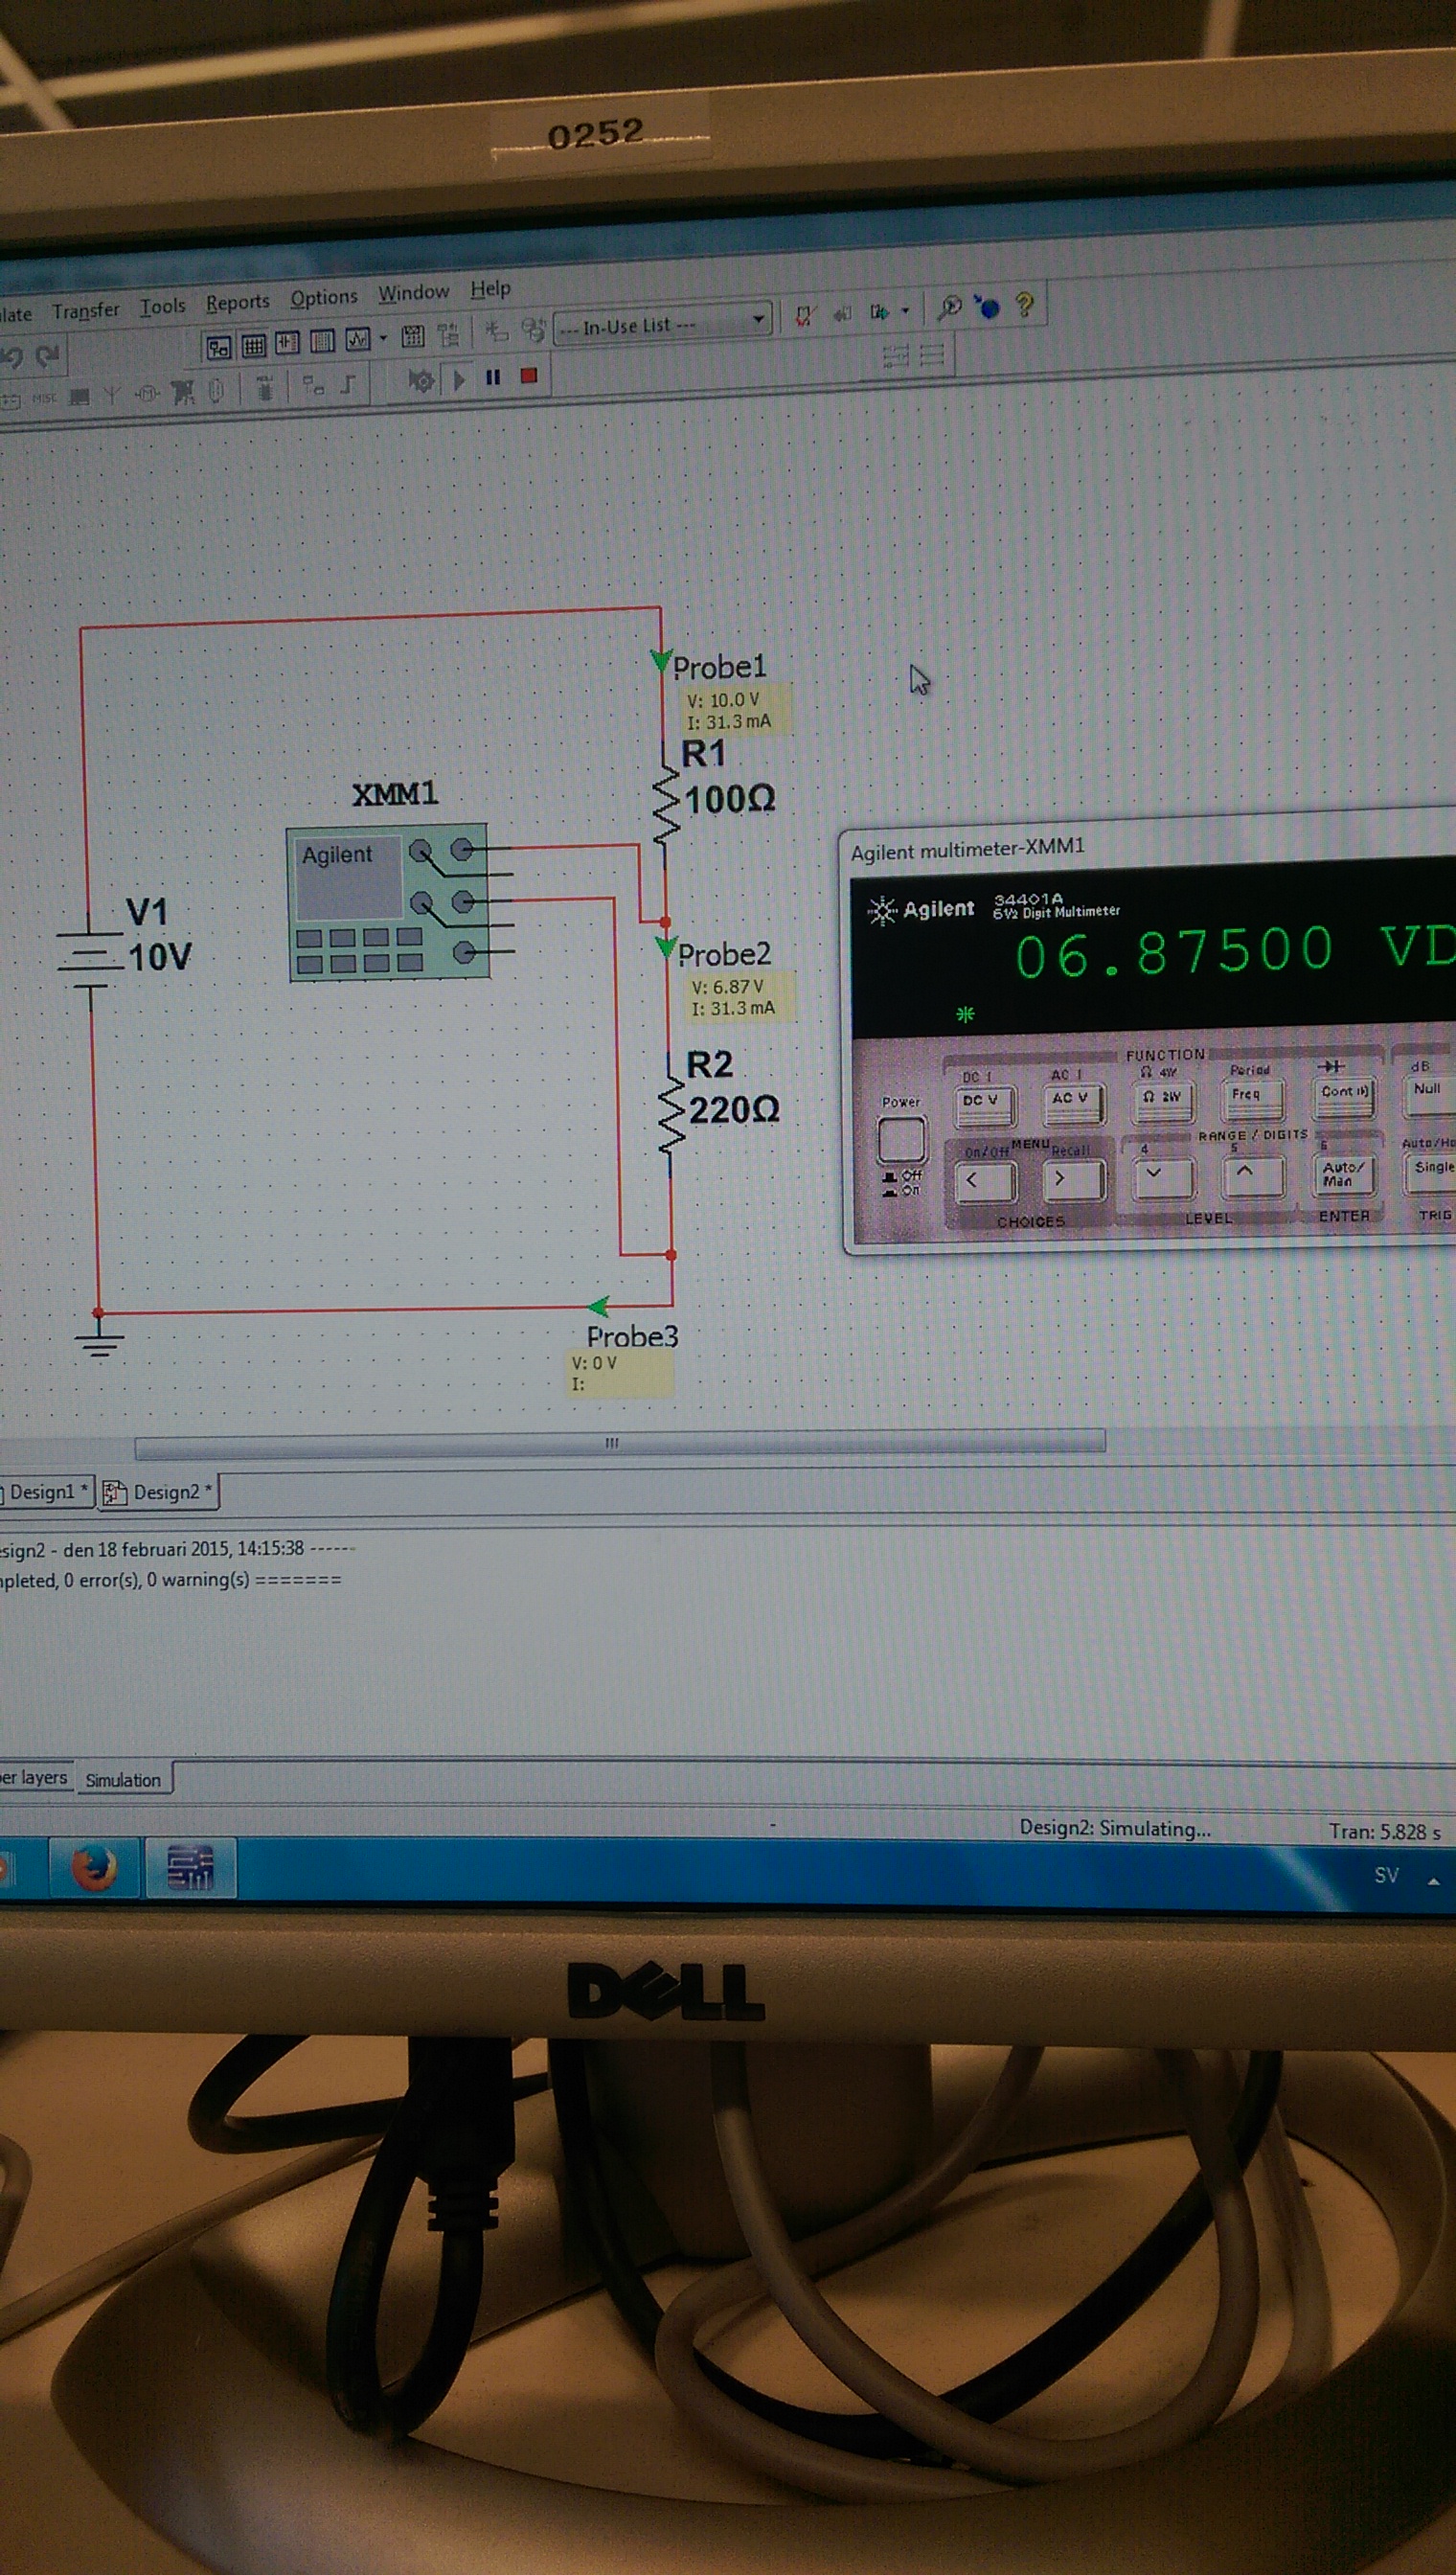 0252
late Transfer Tools Reports Options Window Help
--- In-Use List ---
MISC
Probe1
V: 10.0 V
I: 31.3 mA
R1
100Ω
XMM1
Agilent
V1
10V
Probe2
V: 6.87 V
I: 31.3 mA
R2
220Ω
Probe3
V: 0 V
I:
Agilent multimeter-XMM1
Agilent 34401A
6½ Digit Multimeter
06.87500 VD
FUNCTION
DC I AC I Ω 4W Period dB
Power DC V AC V Ω 2W Freq Cont Null
RANGE / DIGITS
On/Off MENU Recall 4 5 6 Auto/Ho
Off
On
< > Auto/Man Single
CHOICES LEVEL ENTER TRIG
Design1 * Design2 *
esign2 - den 18 februari 2015, 14:15:38 ------
mpleted, 0 error(s), 0 warning(s) =======
per layers Simulation
Design2: Simulating... Tran: 5.828 s
SV
DELL